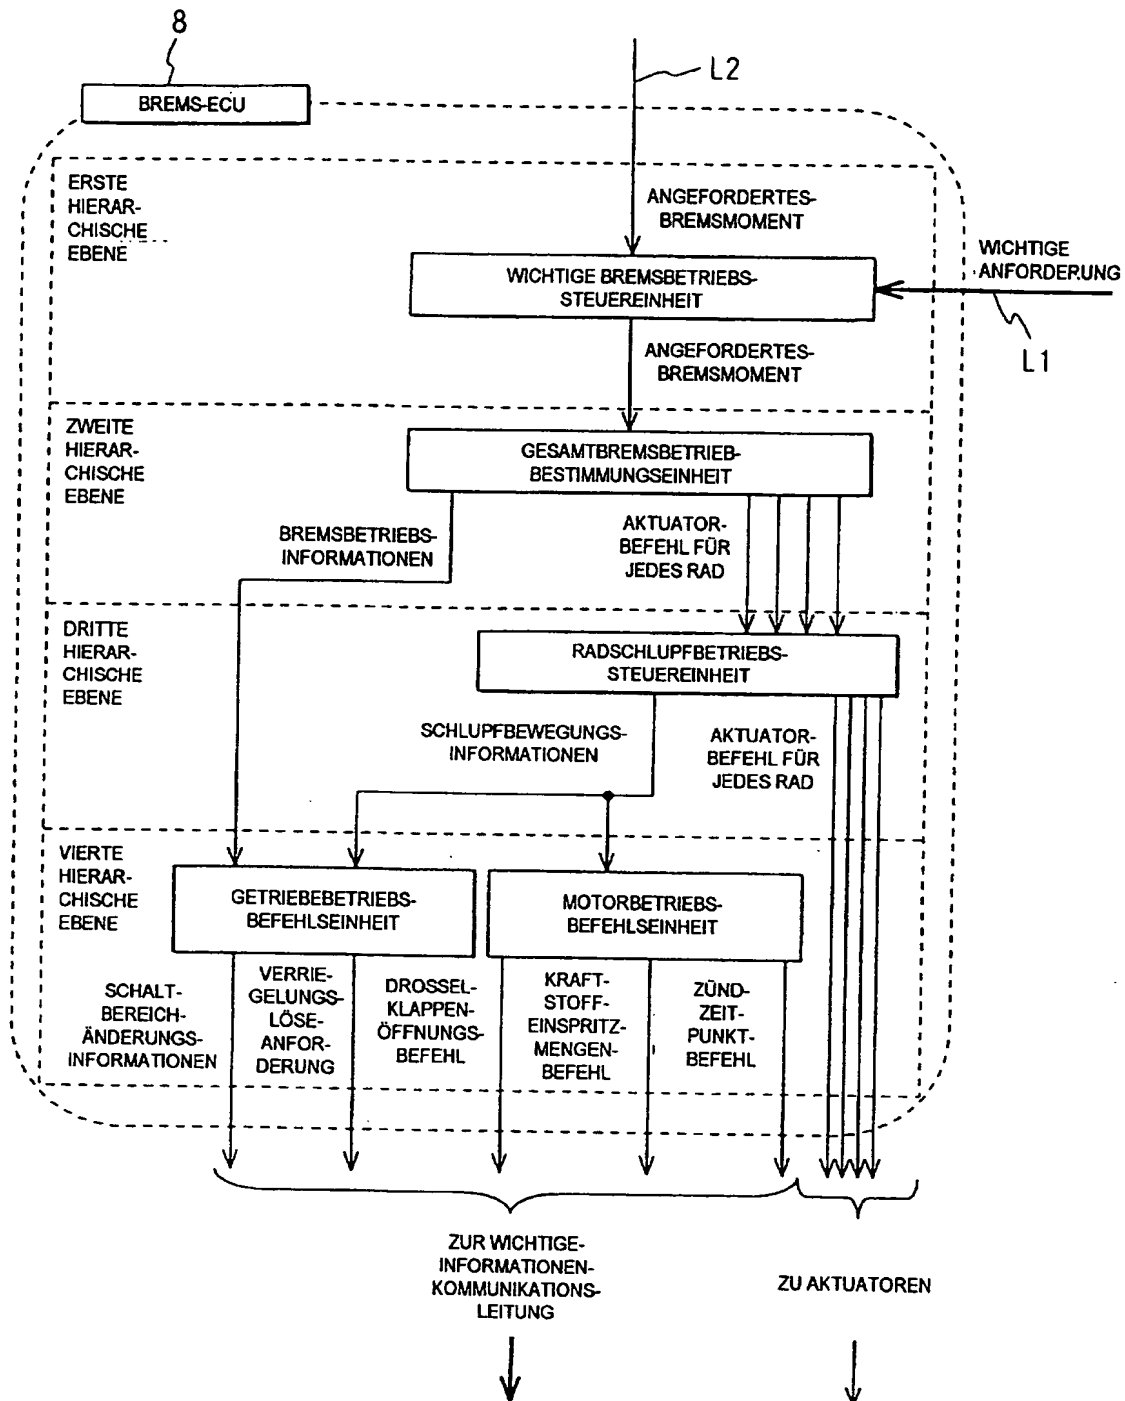 8
BREMS-ECU
L2
ERSTE
HIERAR-
CHISCHE
EBENE
ANGEFORDERTES-
BREMSMOMENT
WICHTIGE BREMSBETRIEBS-
STEUEREINHEIT
WICHTIGE
ANFORDERUNG
L1
ANGEFORDERTES-
BREMSMOMENT
ZWEITE
HIERAR-
CHISCHE
EBENE
GESAMTBREMSBETRIEB-
BESTIMMUNGSEINHEIT
BREMSBETRIEBS-
INFORMATIONEN
AKTUATOR-
BEFEHL FÜR
JEDES RAD
DRITTE
HIERAR-
CHISCHE
EBENE
RADSCHLUPFBETRIEBS-
STEUEREINHEIT
SCHLUPFBEWEGUNGS-
INFORMATIONEN
AKTUATOR-
BEFEHL FÜR
JEDES RAD
VIERTE
HIERAR-
CHISCHE
EBENE
GETRIEBEBETRIEBS-
BEFEHLSEINHEIT
MOTORBETRIEBS-
BEFEHLSEINHEIT
SCHALT-
BEREICH-
ÄNDERUNGS-
INFORMATIONEN
VERRIE-
GELUNGS-
LÖSE-
ANFOR-
DERUNG
DROSSEL-
KLAPPEN-
ÖFFNUNGS-
BEFEHL
KRAFT-
STOFF-
EINSPRITZ-
MENGEN-
BEFEHL
ZÜND-
ZEIT-
PUNKT-
BEFEHL
ZUR WICHTIGE-
INFORMATIONEN-
KOMMUNIKATIONS-
LEITUNG
ZU AKTUATOREN